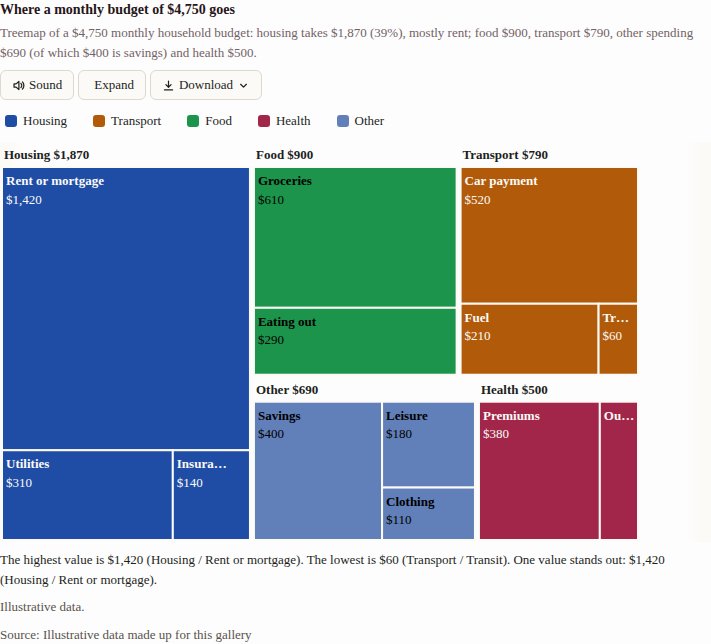 Where a monthly budget of $4,750 goes
Treemap of a $4,750 monthly household budget: housing takes $1,870 (39%), mostly rent; food $900, transport $790, other spending
$690 (of which $400 is savings) and health $500.
Sound
Expand
Download
Housing
Transport
Food
Health
Other
Housing $1,870
Food $900
Transport $790
Rent or mortgage
$1,420
Groceries
$610
Car payment
$520
Eating out
$290
Fuel
$210
Tr…
$60
Other $690
Health $500
Savings
$400
Leisure
$180
Premiums
$380
Ou…
Utilities
$310
Insura…
$140
Clothing
$110
The highest value is $1,420 (Housing / Rent or mortgage). The lowest is $60 (Transport / Transit). One value stands out: $1,420
(Housing / Rent or mortgage).
Illustrative data.
Source: Illustrative data made up for this gallery